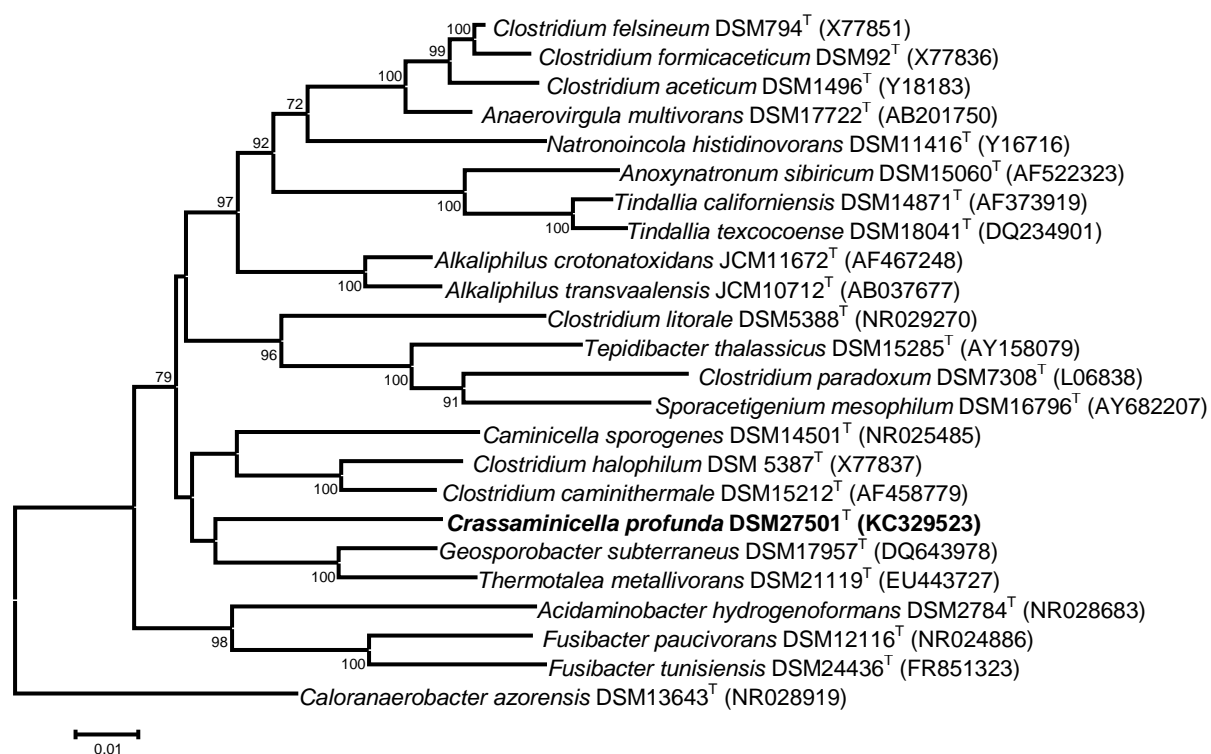 100 Clostridium felsineum DSM794T (X77851)
99 Clostridium formicaceticum DSM92T (X77836)
100 Clostridium aceticum DSM1496T (Y18183)
72 Anaerovirgula multivorans DSM17722T (AB201750)
92 Natronoincola histidinovorans DSM11416T (Y16716)
Anoxynatronum sibiricum DSM15060T (AF522323)
97 100 Tindallia californiensis DSM14871T (AF373919)
100 Tindallia texcocoense DSM18041T (DQ234901)
Alkaliphilus crotonatoxidans JCM11672T (AF467248)
100 Alkaliphilus transvaalensis JCM10712T (AB037677)
Clostridium litorale DSM5388T (NR029270)
96 Tepidibacter thalassicus DSM15285T (AY158079)
79 100 Clostridium paradoxum DSM7308T (L06838)
91 Sporacetigenium mesophilum DSM16796T (AY682207)
Caminicella sporogenes DSM14501T (NR025485)
Clostridium halophilum DSM 5387T (X77837)
100 Clostridium caminithermale DSM15212T (AF458779)
Crassaminicella profunda DSM27501T (KC329523)
Geosporobacter subterraneus DSM17957T (DQ643978)
100 Thermotalea metallivorans DSM21119T (EU443727)
Acidaminobacter hydrogenoformans DSM2784T (NR028683)
98 Fusibacter paucivorans DSM12116T (NR024886)
100 Fusibacter tunisiensis DSM24436T (FR851323)
Caloranaerobacter azorensis DSM13643T (NR028919)
0.01